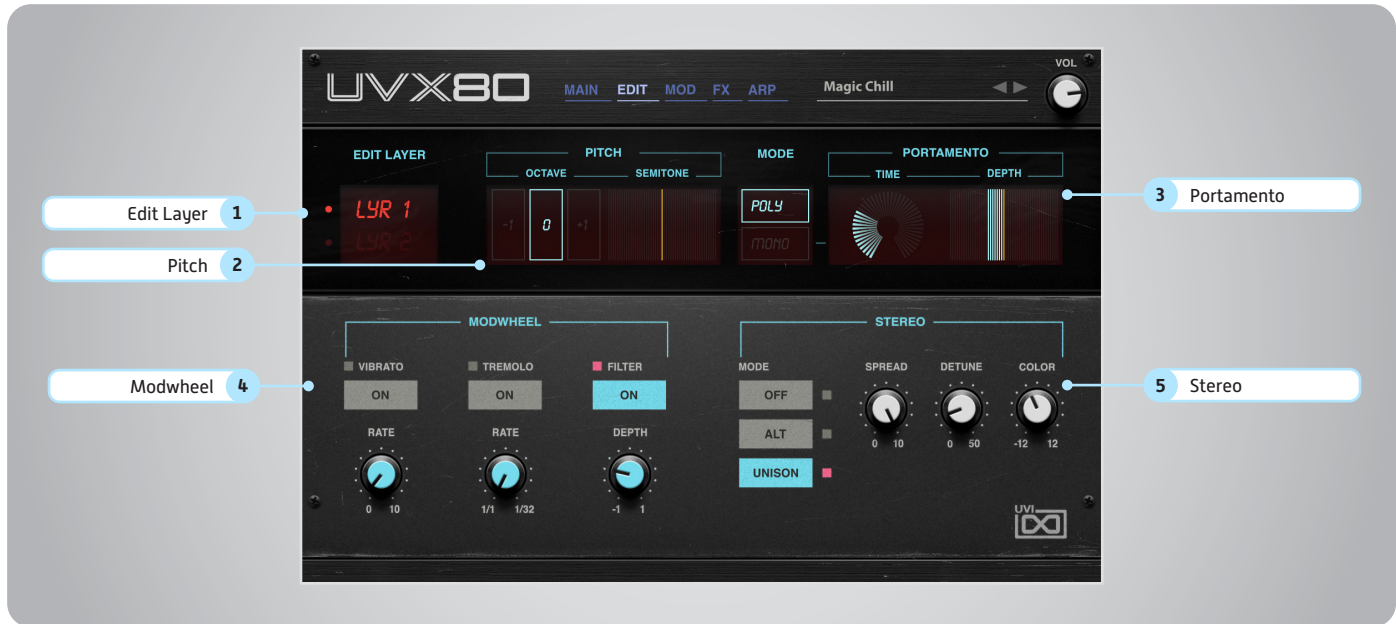 UVX80
MAIN EDIT MOD FX ARP
Magic Chill
VOL
EDIT LAYER
PITCH
MODE
PORTAMENTO
OCTAVE
SEMITONE
TIME
DEPTH
LYR 1
LYR 2
-1 0 +1
POLY
MONO
Edit Layer 1
Pitch 2
3 Portamento
MODWHEEL
STEREO
VIBRATO
TREMOLO
FILTER
MODE
SPREAD
DETUNE
COLOR
ON
ON
ON
OFF
ALT
UNISON
0 10
0 50
-12 12
RATE
RATE
DEPTH
0 10
1/1 1/32
-1 1
Modwheel 4
5 Stereo
UVI